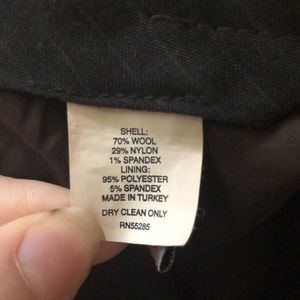 SHELL:
70% WOOL
29% NYLON
1% SPANDEX
LINING:
95% POLYESTER
5% SPANDEX
MADE IN TURKEY
DRY CLEAN ONLY
RN55285